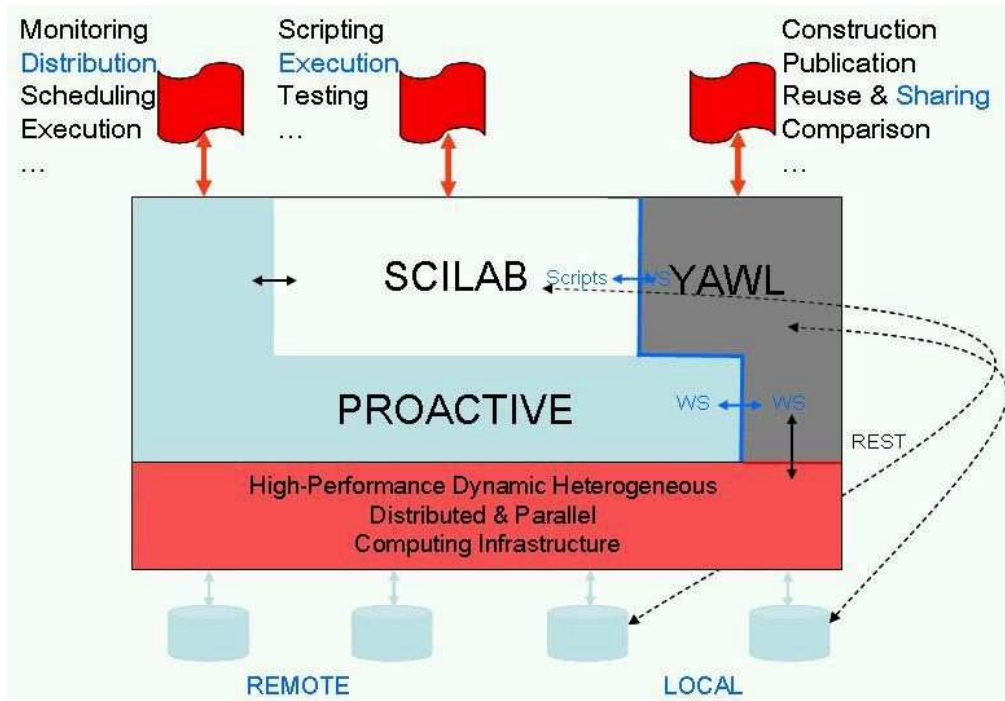 Monitoring
Distribution
Scheduling
Execution
...
Scripting
Execution
Testing
...
Construction
Publication
Reuse & Sharing
Comparison
...
SCILAB
Scripts
WS
YAWL
PROACTIVE
WS
WS
REST
High-Performance Dynamic Heterogeneous
Distributed & Parallel
Computing Infrastructure
REMOTE
LOCAL